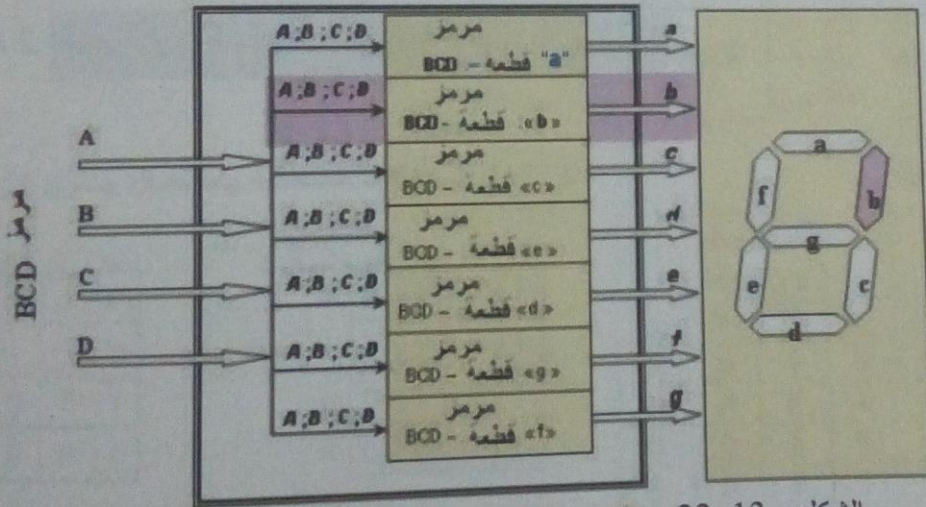 A ;B ; C ;D
مرمز
BCD – قطعة "a"
a
A ;B ; C ;D
مرمز
BCD – قطعة «b»
b
A
A ;B ; C ;D
مرمز
BCD – قطعة «c»
c
B
A ;B ; C ;D
مرمز
BCD – قطعة «e»
d
C
A ;B ; C ;D
مرمز
BCD – قطعة «d»
e
D
A ;B ; C ;D
مرمز
BCD – قطعة «g»
f
A ;B ; C ;D
مرمز
BCD – قطعة «f»
g
مرمز BCD
a
f
b
g
e
c
d